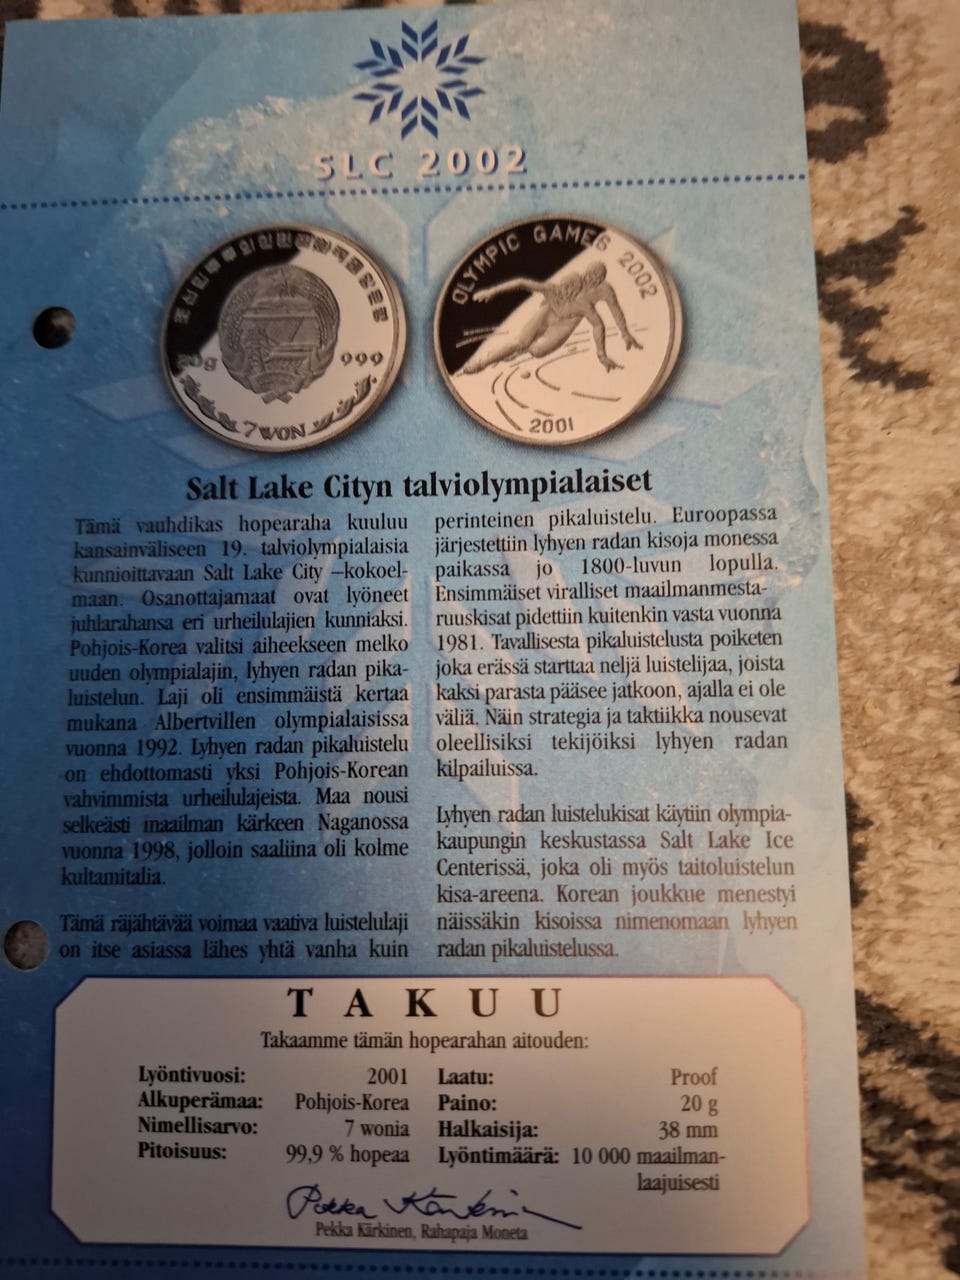 SLC 2002
20g 999
7 WON
OLYMPIC GAMES 2002
2001
Salt Lake Cityn talviolympialaiset
Tämä vauhdikas hopearaha kuuluu
kansainväliseen 19. talviolympialaisia
kunnioittavaan Salt Lake City –kokoel-
maan. Osanottajamaat ovat lyöneet
juhlarahansa eri urheilulajien kunniaksi.
Pohjois-Korea valitsi aiheekseen melko
uuden olympialajin, lyhyen radan pika-
luistelun. Laji oli ensimmäistä kertaa
mukana Albertvillen olympialaisissa
vuonna 1992. Lyhyen radan pikaluistelu
on ehdottomasti yksi Pohjois-Korean
vahvimmista urheilulajeista. Maa nousi
selkeästi maailman kärkeen Naganossa
vuonna 1998, jolloin saaliina oli kolme
kultamitalia.
Tämä räjähtävää voimaa vaativa luistelulaji
on itse asiassa lähes yhtä vanha kuin
perinteinen pikaluistelu. Euroopassa
järjestettiin lyhyen radan kisoja monessa
paikassa jo 1800-luvun lopulla.
Ensimmäiset viralliset maailmanmesta-
ruuskisat pidettiin kuitenkin vasta vuonna
1981. Tavallisesta pikaluistelusta poiketen
joka erässä starttaa neljä luistelijaa, joista
kaksi parasta pääsee jatkoon, ajalla ei ole
väliä. Näin strategia ja taktiikka nousevat
oleellisiksi tekijöiksi lyhyen radan
kilpailuissa.
Lyhyen radan luistelukisat käytiin olympia-
kaupungin keskustassa Salt Lake Ice
Centerissä, joka oli myös taitoluistelun
kisa-areena. Korean joukkue menestyi
näissäkin kisoissa nimenomaan lyhyen
radan pikaluistelussa.
TAKUU
Takaamme tämän hopearahan aitouden:
Lyöntivuosi: 2001
Alkuperämaa: Pohjois-Korea
Nimellisarvo: 7 wonia
Pitoisuus: 99,9 % hopeaa
Laatu: Proof
Paino: 20 g
Halkaisija: 38 mm
Lyöntimäärä: 10 000 maailman-
laajuisesti
Pekka Kärkinen
Pekka Kärkinen, Rahapaja Moneta